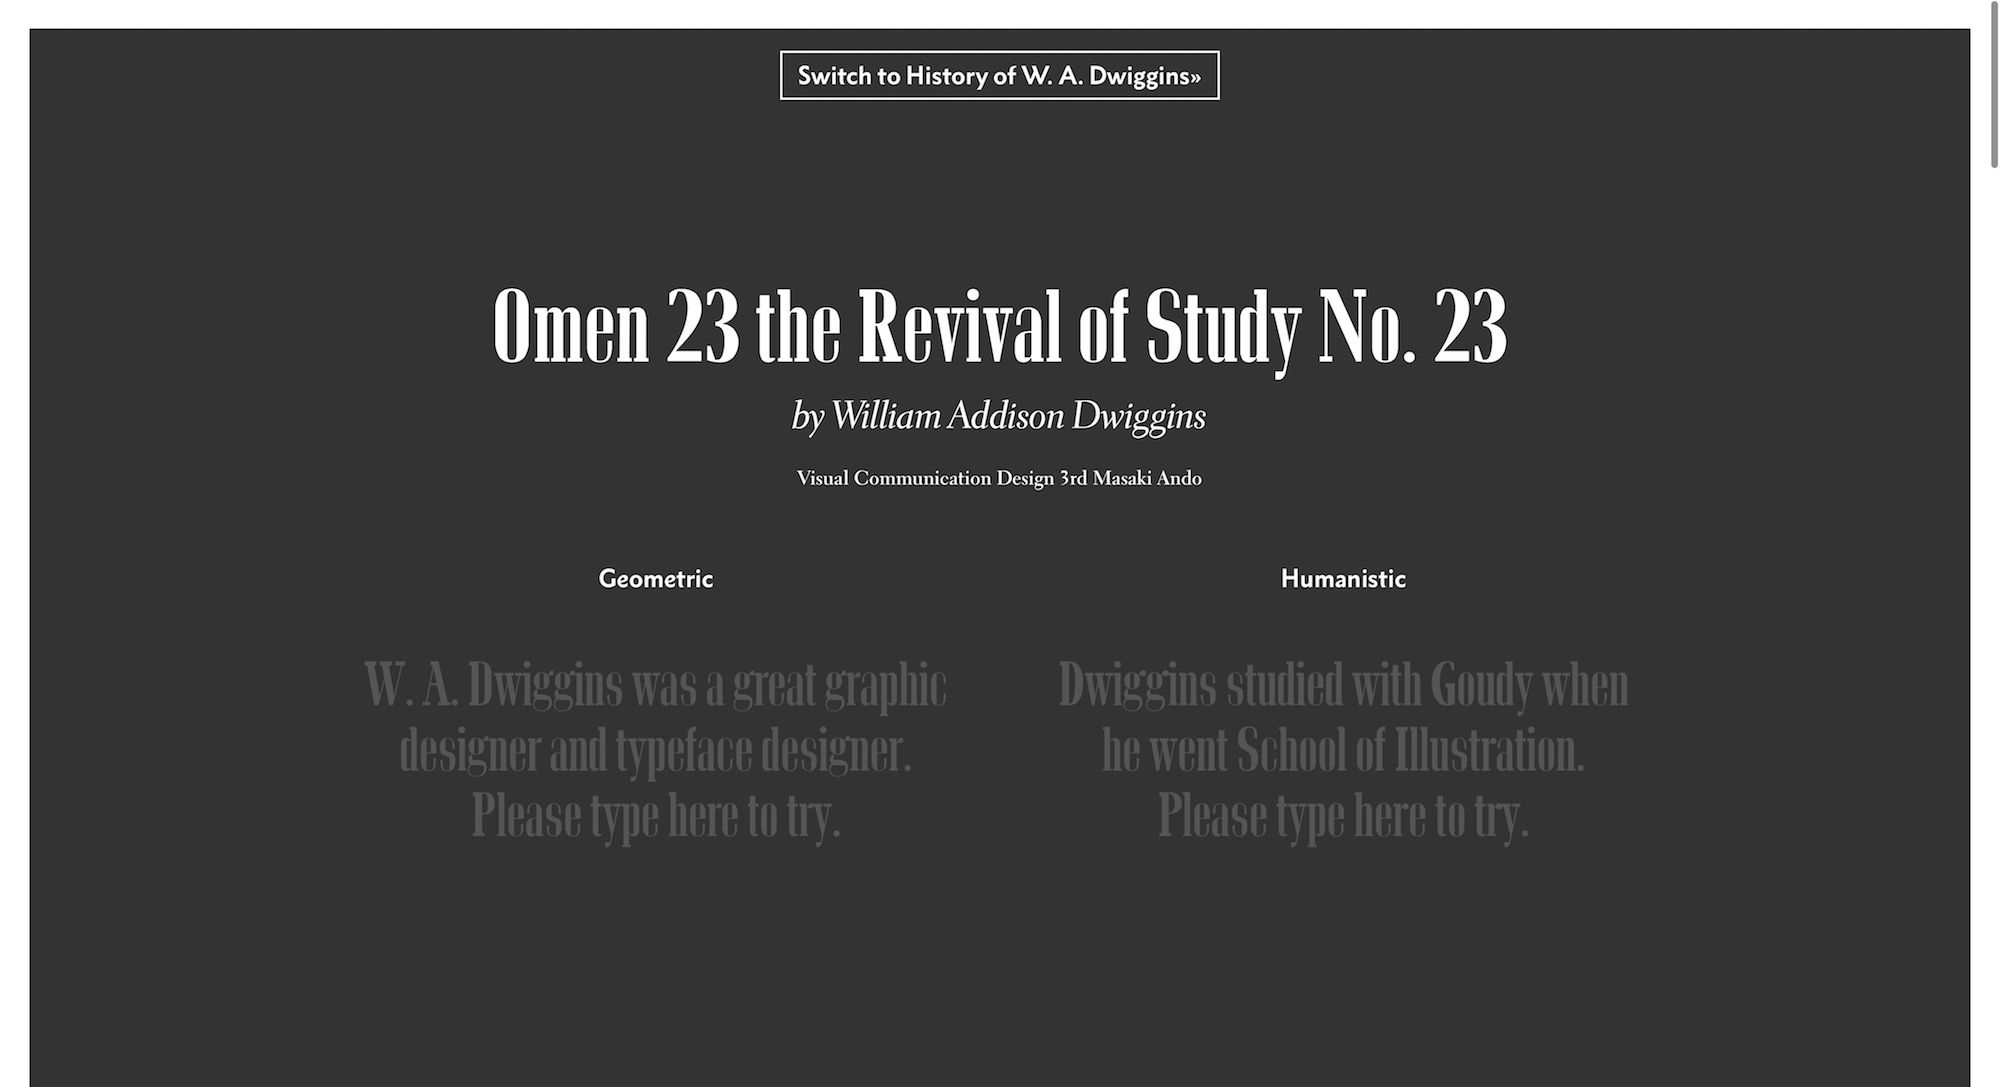 Switch to History of W. A. Dwiggins»
Omen 23 the Revival of Study No. 23
by William Addison Dwiggins
Visual Communication Design 3rd Masaki Ando
Geometric
W. A. Dwiggins was a great graphic
designer and typeface designer.
Please type here to try.
Humanistic
Dwiggins studied with Goudy when
he went School of Illustration.
Please type here to try.